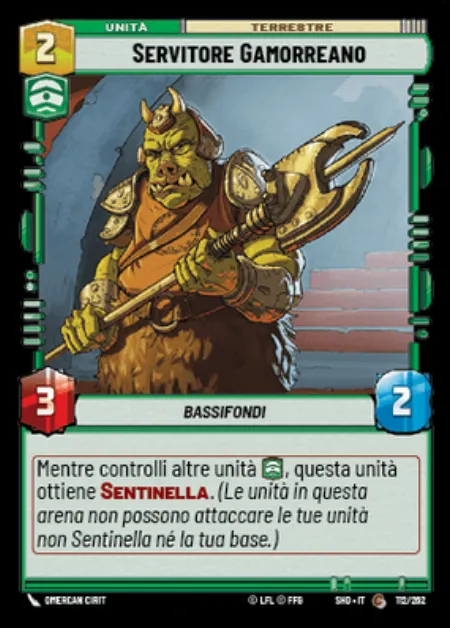 UNITÀ
TERRESTRE
2
SERVITORE GAMORREANO
3
BASSIFONDI
2
Mentre controlli altre unità , questa unità
ottiene SENTINELLA. (Le unità in questa
arena non possono attaccare le tue unità
non Sentinella né la tua base.)
OMERCAN CIRIT
© LFL © FFG
SHD • IT
C
112/262